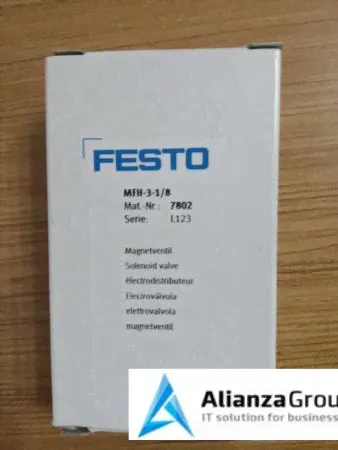 FESTO
MFH-3-1/8
Mat.-Nr.: 7802
Serie: L123
Magnetventil
Solenoid valve
électrodistributeur
Electroválvola
elettrovalvola
magnetventil
AlianzaGrou
IT solution for business